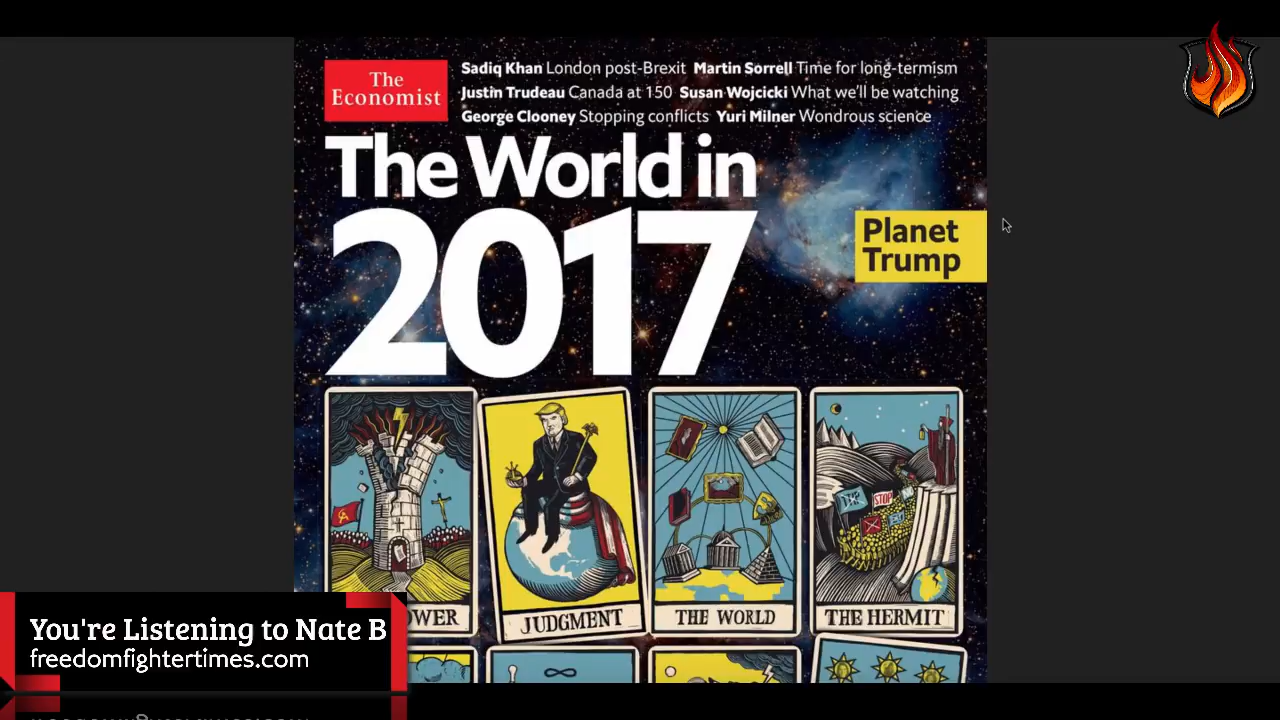 The
Economist
Sadiq Khan London post-Brexit Martin Sorrell Time for long-termism
Justin Trudeau Canada at 150 Susan Wojcicki What we'll be watching
George Clooney Stopping conflicts Yuri Milner Wondrous science
The World in
2017
Planet
Trump
STOP
OWER
JUDGMENT
THE WORLD
THE HERMIT
You're Listening to Nate B
freedomfightertimes.com